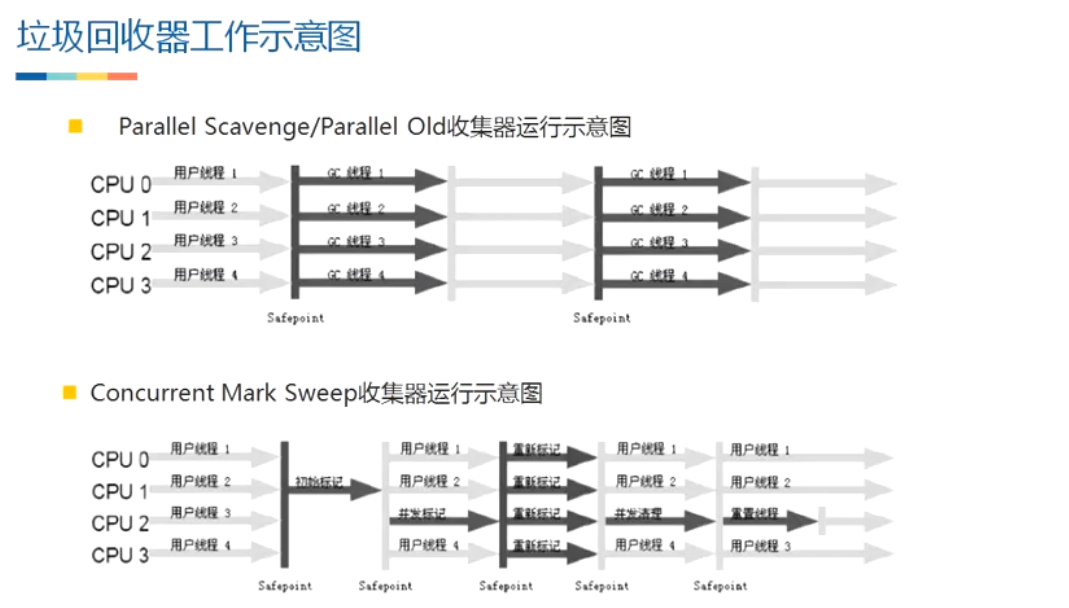 垃圾回收器工作示意图
Parallel Scavenge/Parallel Old收集器运行示意图
CPU 0 用户线程 1 GC 线程 1 GC 线程 1
CPU 1 用户线程 2 GC 线程 2 GC 线程 2
CPU 2 用户线程 3 GC 线程 3 GC 线程 3
CPU 3 用户线程 4 GC 线程 4 GC 线程 4
Safepoint Safepoint
Concurrent Mark Sweep收集器运行示意图
CPU 0 用户线程 1 用户线程 1 重新标记 用户线程 1 用户线程 1
CPU 1 用户线程 2 初始标记 用户线程 2 重新标记 用户线程 2 用户线程 2
CPU 2 用户线程 3 并发标记 重新标记 并发清理 重置线程
CPU 3 用户线程 4 用户线程 4 重新标记 用户线程 4 用户线程 3
Safepoint Safepoint Safepoint Safepoint Safepoint